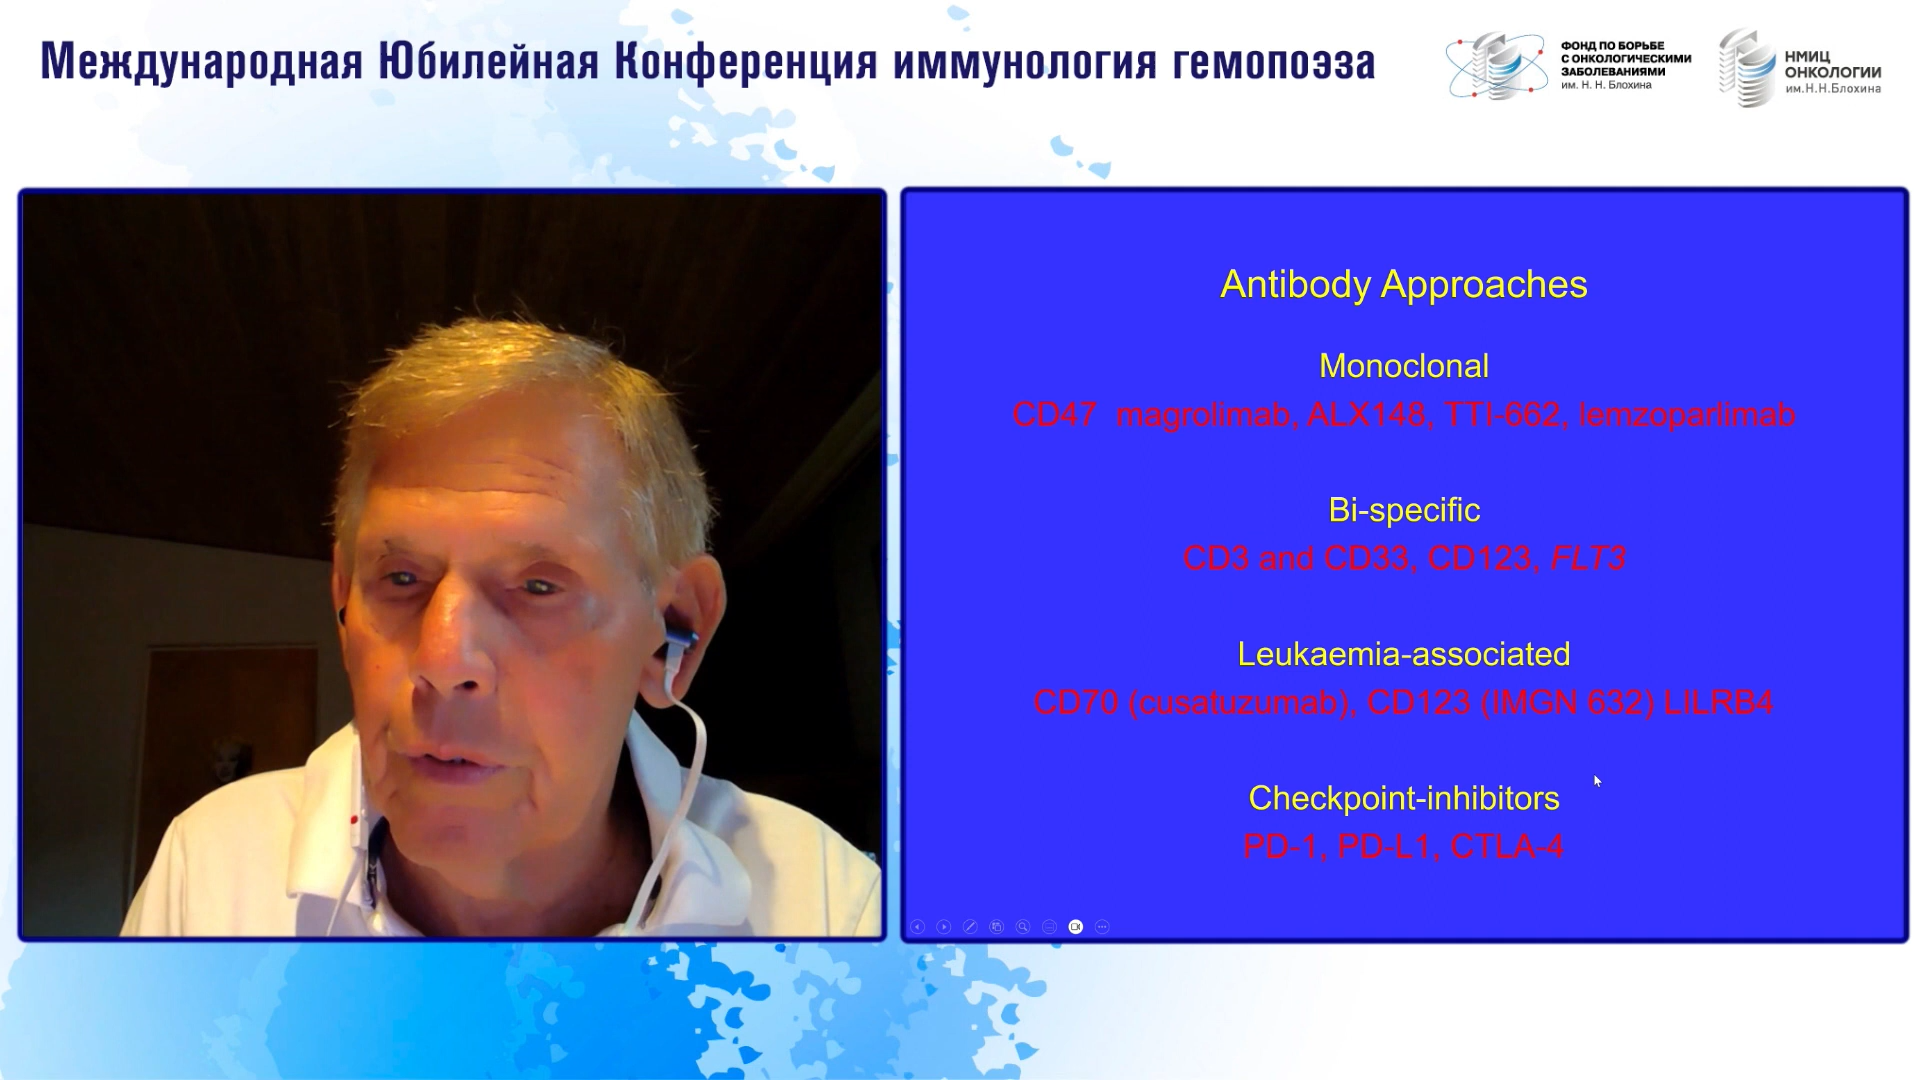 Международная Юбилейная Конференция иммунология гемопоэза
ФОНД ПО БОРЬБЕ
С ОНКОЛОГИЧЕСКИМИ
ЗАБОЛЕВАНИЯМИ
им. Н. Н. Блохина
НМИЦ
ОНКОЛОГИИ
им.Н.Н.Блохина
Antibody Approaches
Monoclonal
CD47 magrolimab, ALX148, TTI-662, lemzoparlimab
Bi-specific
CD3 and CD33, CD123, FLT3
Leukaemia-associated
CD70 (cusatuzumab), CD123 (IMGN 632) LILRB4
Checkpoint-inhibitors
PD-1, PD-L1, CTLA-4